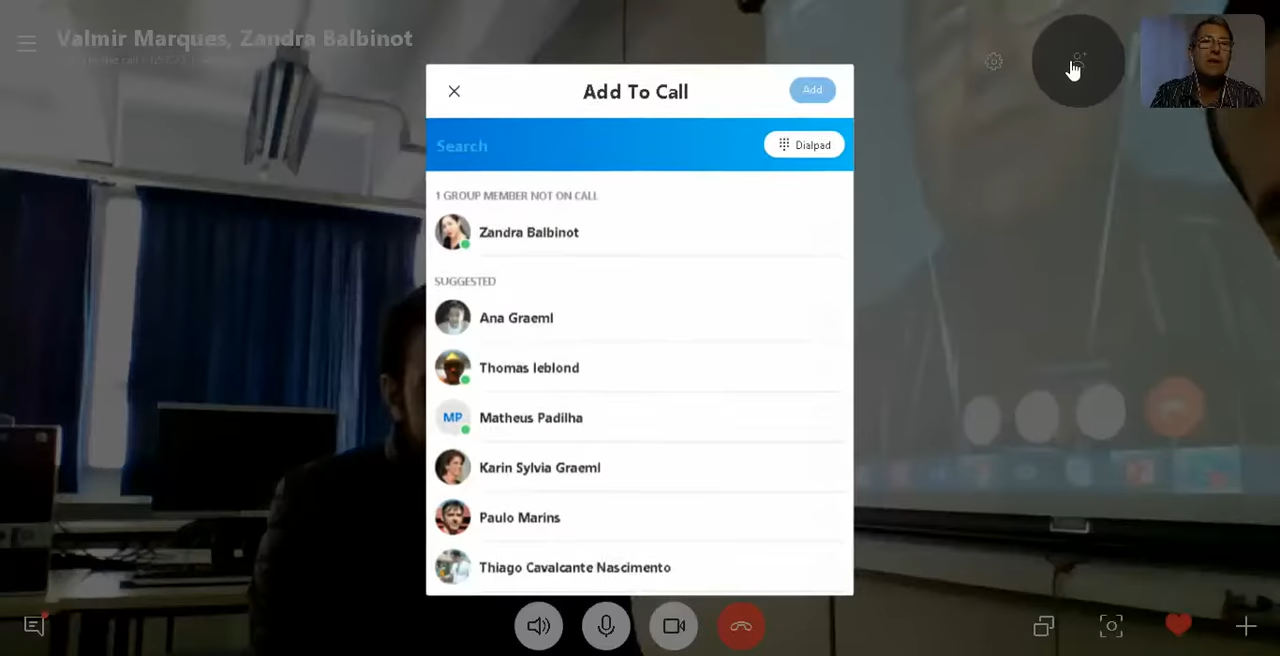 Valmir Marques, Zandra Balbinot
Add To Call
Add
Search
Dialpad
1 GROUP MEMBER NOT ON CALL
Zandra Balbinot
SUGGESTED
Ana Graeml
Thomas leblond
MP
Matheus Padilha
Karin Sylvia Graeml
Paulo Marins
Thiago Cavalcante Nascimento